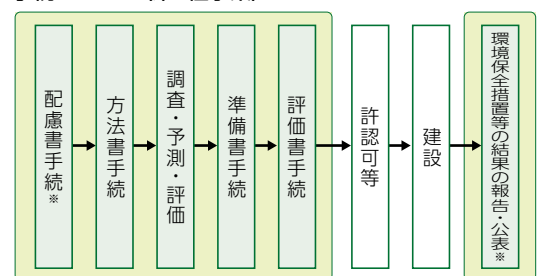 配慮書手続※
方法書手続
調査・予測・評価
準備書手続
評価書手続
許認可等
建設
環境保全措置等の結果の報告・公表※